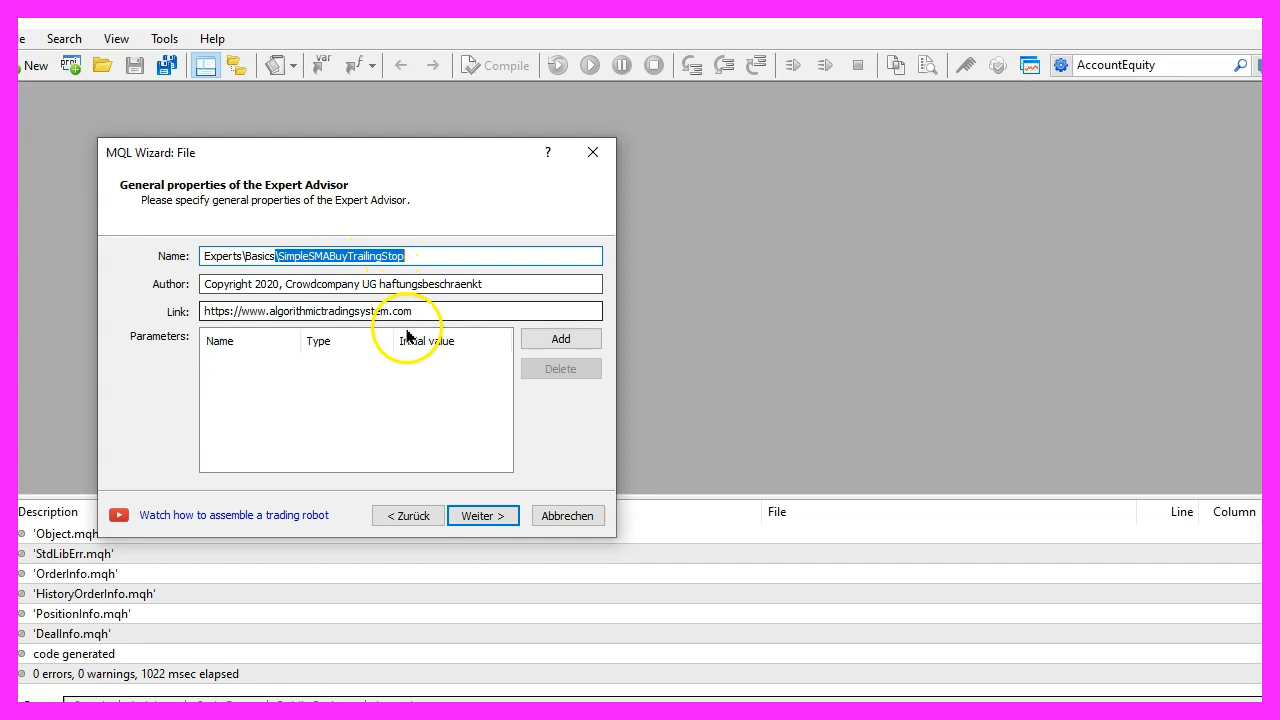 Search View Tools Help
New var Compile AccountEquity
MQL Wizard: File ?
General properties of the Expert Advisor
Please specify general properties of the Expert Advisor.
Name: Experts\Basics\SimpleSMABuyTrailingStop
Author: Copyright 2020, Crowdcompany UG haftungsbeschraenkt
Link: https://www.algorithmictradingsystem.com
Parameters: Name Type Initial value Add
Delete
Watch how to assemble a trading robot < Zurück Weiter > Abbrechen
Description File Line Column
'Object.mqh
'StdLibErr.mqh'
'OrderInfo.mqh'
'HistoryOrderInfo.mqh'
'PositionInfo.mqh'
'DealInfo.mqh'
code generated
0 errors, 0 warnings, 1022 msec elapsed